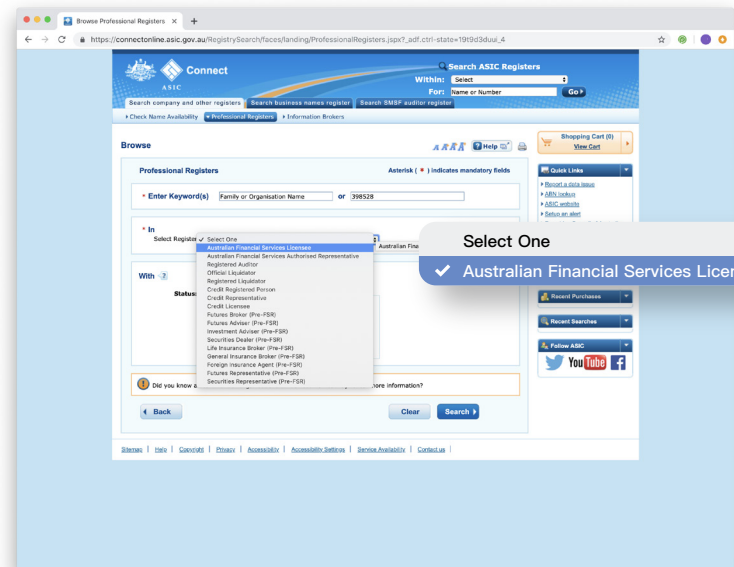 Browse Professional Registers
https://connectonline.asic.gov.au/RegistrySearch/faces/landing/ProfessionalRegisters.jspx?_adf.ctrl-state=19t9d3duui_4
Connect
ASIC
Search ASIC Registers
Within: Select
For: Name or Number Go
Search company and other registers Search business names register Search SMSF auditor register
Check Name Availability Professional Registers Information Brokers
Browse
A A A A Help
Shopping Cart (0)
View Cart
Professional Registers Asterisk ( * ) indicates mandatory fields
* Enter Keyword(s) Family or Organisation Name or 398528
Quick Links
Report a data issue
ABN lookup
ASIC website
Setup an alert
* In
Select Register
Select One
Australian Financial Services Licensee
Australian Financial Services Authorised Representative
Registered Auditor
Official Liquidator
Registered Liquidator
Credit Registered Person
Credit Representative
Credit Licensee
Futures Broker (Pre-FSR)
Futures Adviser (Pre-FSR)
Investment Adviser (Pre-FSR)
Securities Dealer (Pre-FSR)
Life Insurance Broker (Pre-FSR)
General Insurance Broker (Pre-FSR)
Foreign Insurance Agent (Pre-FSR)
Futures Representative (Pre-FSR)
Securities Representative (Pre-FSR)
Australian Fina
Select One
Australian Financial Services Licen
With
Status:
Recent Purchases
Recent Searches
Follow ASIC
You Tube
Did you know a
ore information?
Back Clear Search
Sitemap | Help | Copyright | Privacy | Accessibility | Accessibility Settings | Service Availability | Contact us |